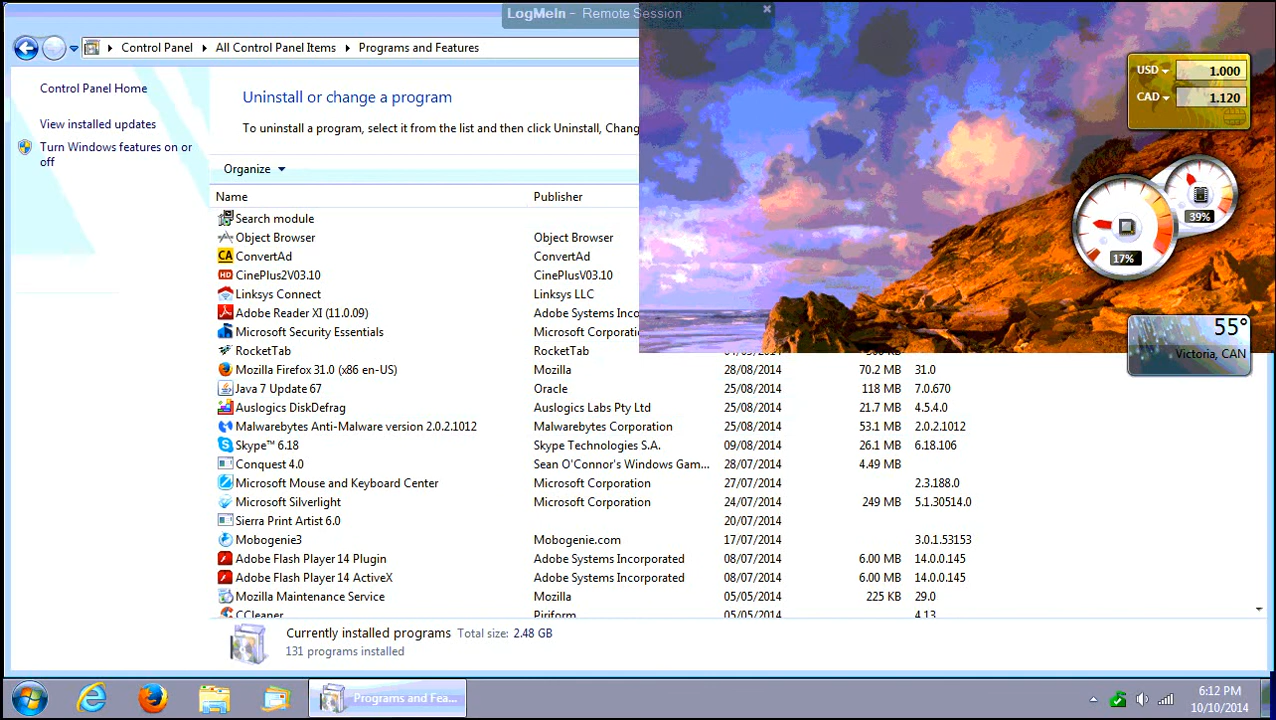 LogMeIn - Remote Session
Control Panel All Control Panel Items Programs and Features
USD 1.000
CAD 1.120
Control Panel Home
View installed updates
Turn Windows features on or
off
Uninstall or change a program
To uninstall a program, select it from the list and then click Uninstall, Chang
Organize
39%
17%
55°
Victoria, CAN
Name Publisher
Search module
Object Browser Object Browser
ConvertAd ConvertAd
CinePlus2V03.10 CinePlusV03.10
Linksys Connect Linksys LLC
Adobe Reader XI (11.0.09) Adobe Systems Inco
Microsoft Security Essentials Microsoft Corporatio
RocketTab RocketTab
Mozilla Firefox 31.0 (x86 en-US) Mozilla 28/08/2014 70.2 MB 31.0
Java 7 Update 67 Oracle 25/08/2014 118 MB 7.0.670
Auslogics DiskDefrag Auslogics Labs Pty Ltd 25/08/2014 21.7 MB 4.5.4.0
Malwarebytes Anti-Malware version 2.0.2.1012 Malwarebytes Corporation 25/08/2014 53.1 MB 2.0.2.1012
Skype™ 6.18 Skype Technologies S.A. 09/08/2014 26.1 MB 6.18.106
Conquest 4.0 Sean O'Connor's Windows Gam... 28/07/2014 4.49 MB
Microsoft Mouse and Keyboard Center Microsoft Corporation 27/07/2014 2.3.188.0
Microsoft Silverlight Microsoft Corporation 24/07/2014 249 MB 5.1.30514.0
Sierra Print Artist 6.0 20/07/2014
Mobogenie3 Mobogenie.com 17/07/2014 3.0.1.53153
Adobe Flash Player 14 Plugin Adobe Systems Incorporated 08/07/2014 6.00 MB 14.0.0.145
Adobe Flash Player 14 ActiveX Adobe Systems Incorporated 08/07/2014 6.00 MB 14.0.0.145
Mozilla Maintenance Service Mozilla 05/05/2014 225 KB 29.0
CCleaner Piriform 05/05/2014 4.13
Currently installed programs Total size: 2.48 GB
131 programs installed
Programs and Fea...
6:12 PM
10/10/2014